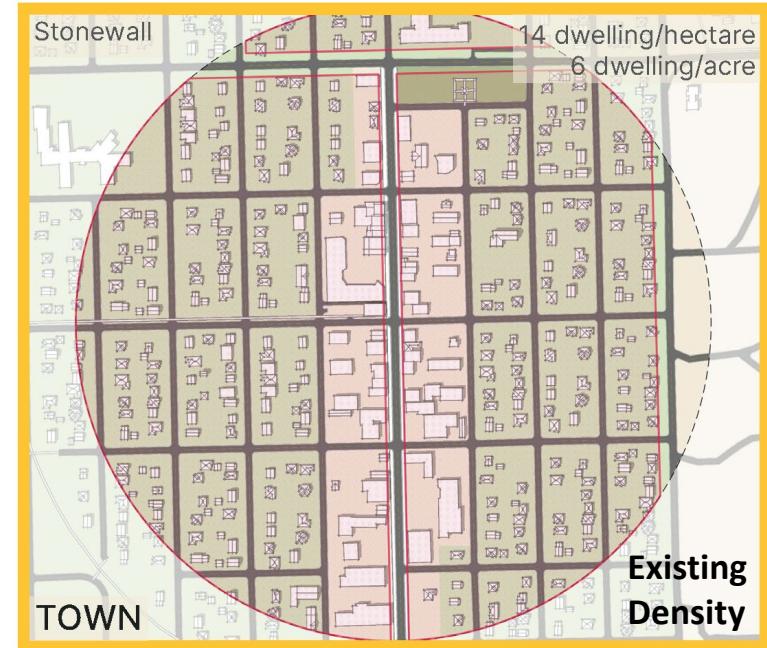 Stonewall
14 dwelling/hectare
6 dwelling/acre
Existing
Density
TOWN